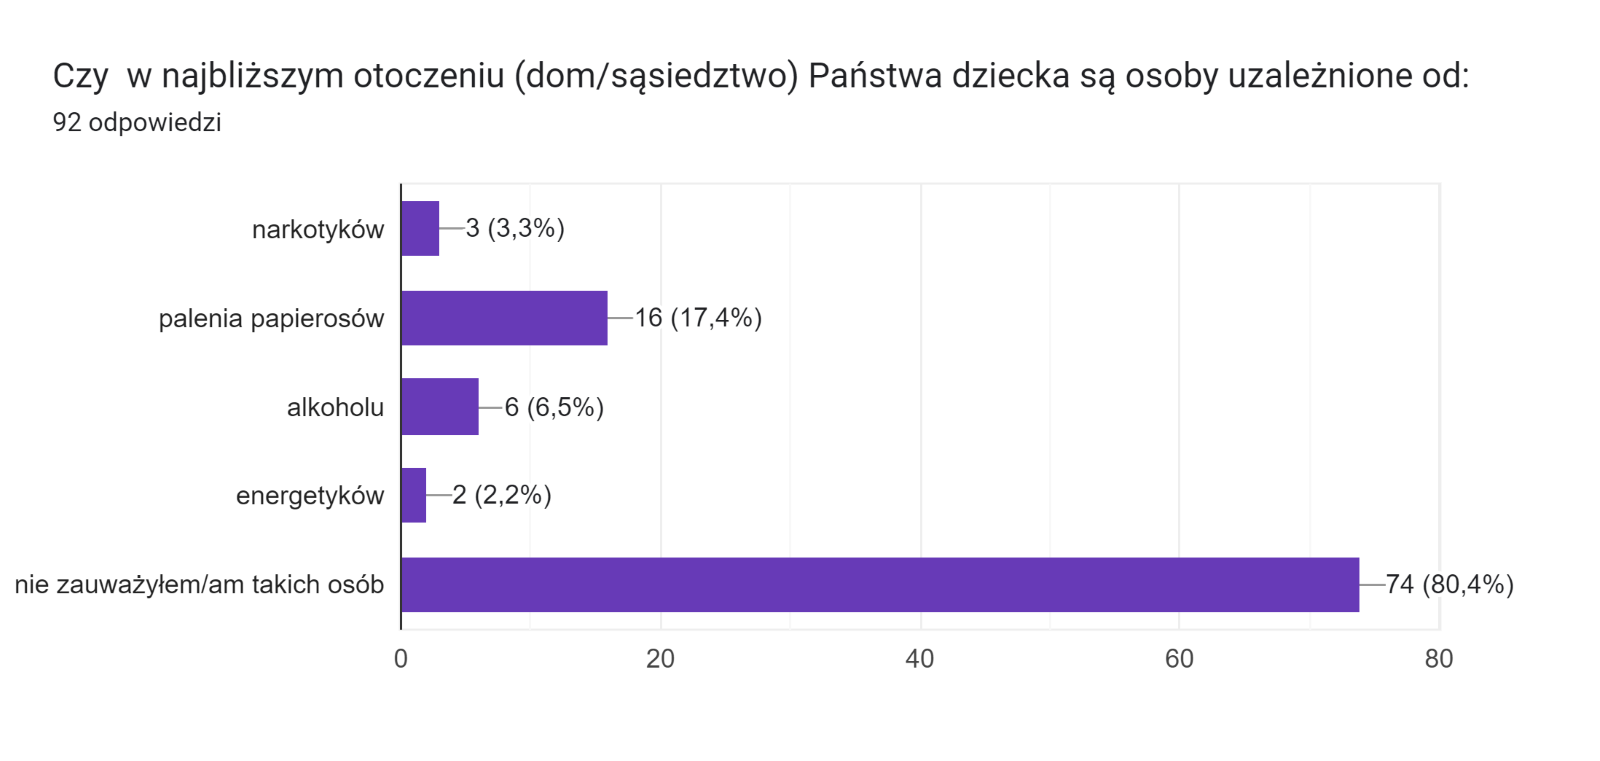 Czy  w najbliższym otoczeniu (dom/sąsiedztwo) Państwa dziecka są osoby uzależnione od:
92 odpowiedzi
narkotyków
3 (3,3%)
palenia papierosów
16 (17,4%)
alkoholu
6 (6,5%)
energetyków
2 (2,2%)
nie zauważyłem/am takich osób
74 (80,4%)
0 20 40 60 80